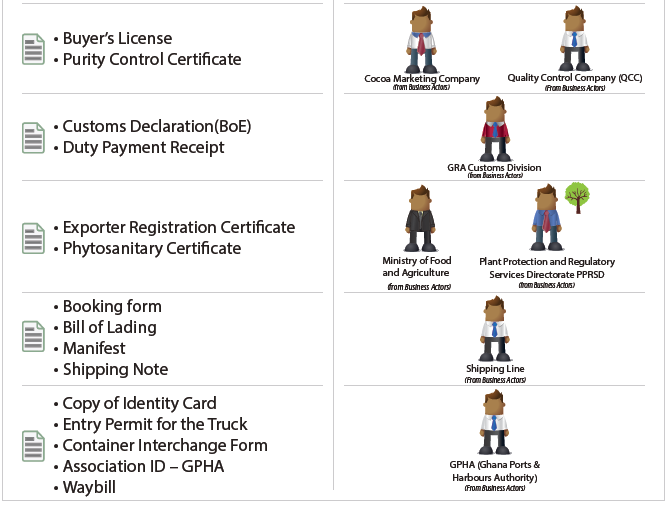 • Buyer's License
• Purity Control Certificate
Cocoa Marketing Company
(from Business Actors)
Quality Control Company (QCC)
(From Business Actors)
• Customs Declaration(BoE)
• Duty Payment Receipt
GRA Customs Division
(from Business Actors)
• Exporter Registration Certificate
• Phytosanitary Certificate
Ministry of Food
and Agriculture
(from Business Actors)
Plant Protection and Regulatory
Services Directorate PPRSD
(from Business Actors)
• Booking form
• Bill of Lading
• Manifest
• Shipping Note
Shipping Line
(From Business Actors)
• Copy of Identity Card
• Entry Permit for the Truck
• Container Interchange Form
• Association ID – GPHA
• Waybill
GPHA (Ghana Ports &
Harbours Authority)
(From Business Actors)